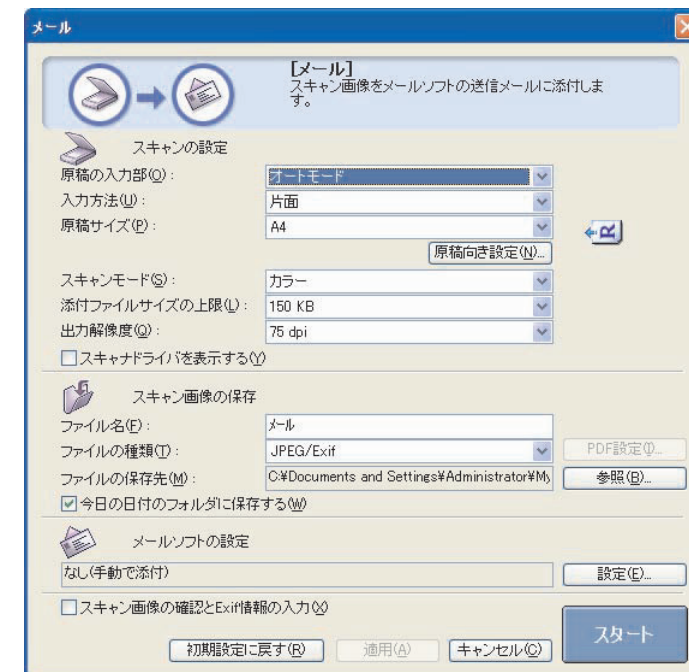 メール
[メール]
スキャン画像をメールソフトの送信メールに添付しま
す。
スキャンの設定
原稿の入力部(O):
オートモード
入力方法(U):
片面
原稿サイズ(P):
A4
原稿向き設定(N)...
スキャンモード(S):
カラー
添付ファイルサイズの上限(L):
150 KB
出力解像度(Q):
75 dpi
スキャナドライバを表示する(Y)
スキャン画像の保存
ファイル名(F):
メール
ファイルの種類(T):
JPEG/Exif
PDF設定(I)...
ファイルの保存先(M):
C:¥Documents and Settings¥Administrator¥My
参照(B)...
今日の日付のフォルダに保存する(W)
メールソフトの設定
なし(手動で添付)
設定(E)...
スキャン画像の確認とExif情報の入力(X)
スタート
初期設定に戻す(R)
適用(A)
キャンセル(C)